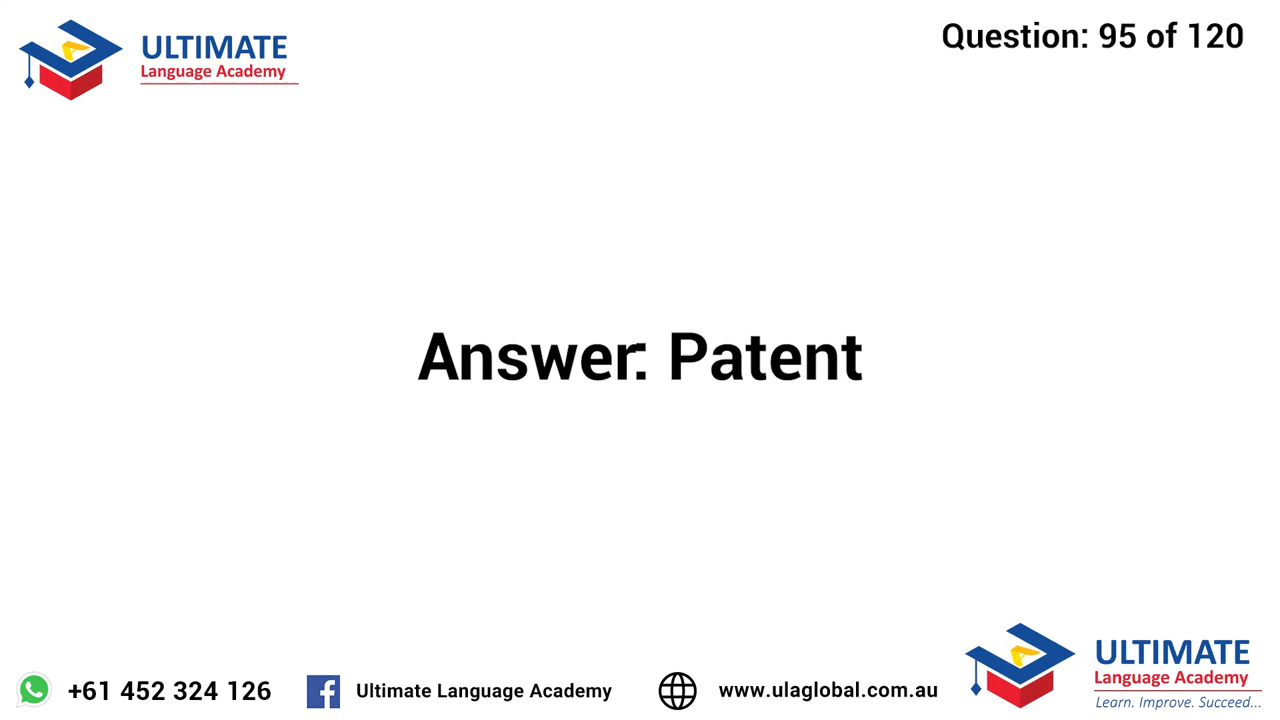 ULTIMATE
Language Academy
Question: 95 of 120
Answer: Patent
+61 452 324 126
Ultimate Language Academy
www.ulaglobal.com.au
ULTIMATE
Language Academy
Learn. Improve. Succeed...